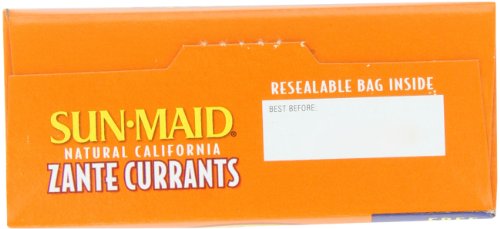 RESEALABLE BAG INSIDE
BEST BEFORE:
SUN·MAID®
NATURAL CALIFORNIA
ZANTE CURRANTS